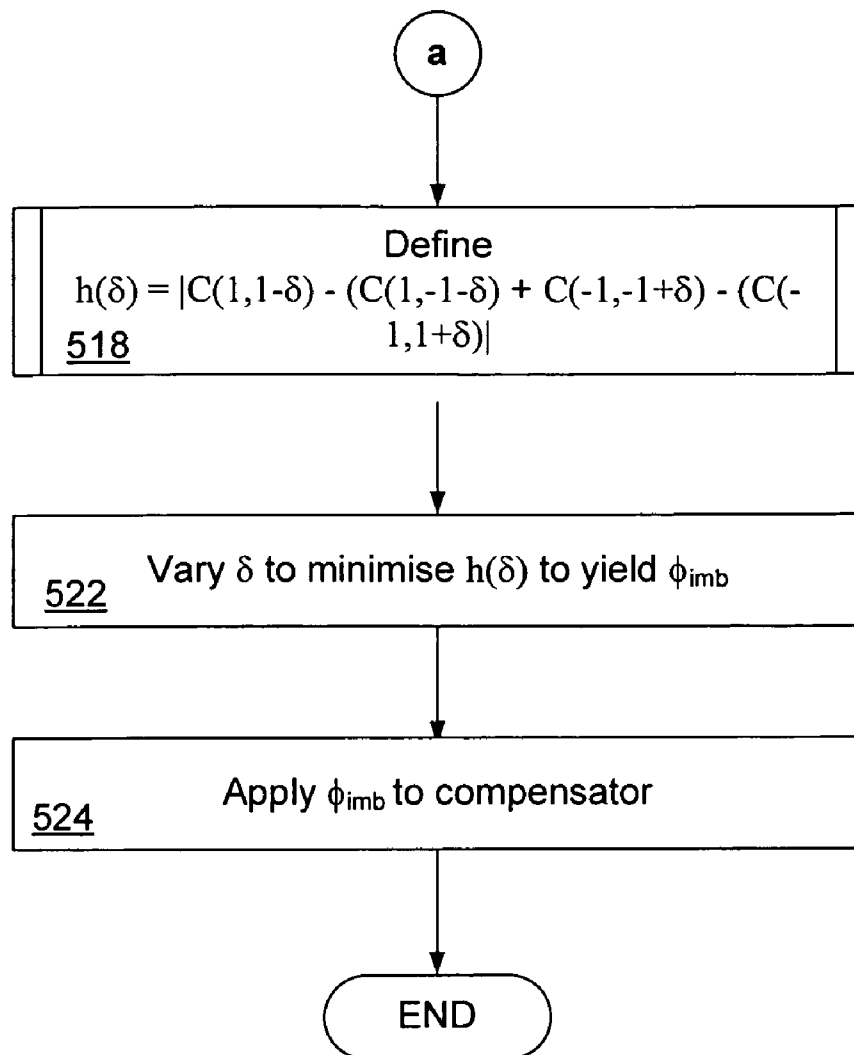 a
Define
h(δ) = |C(1,1-δ) - (C(1,-1-δ) + C(-1,-1+δ) - (C(-
1,1+δ)|
518
Vary δ to minimise h(δ) to yield ϕimb
522
Apply ϕimb to compensator
524
END